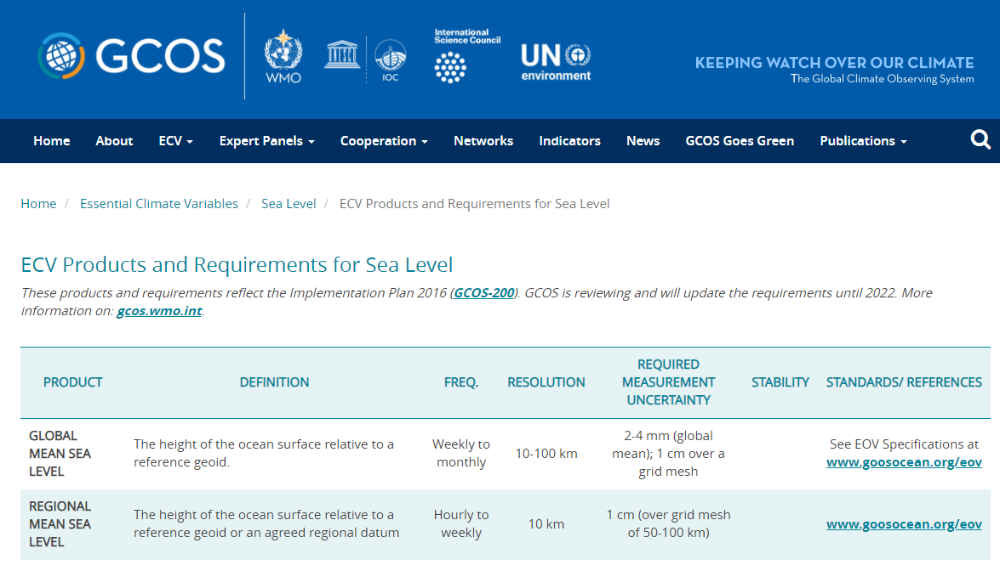 GCOS
WMO
IOC
International
Science Council
UN
environment
KEEPING WATCH OVER OUR CLIMATE
The Global Climate Observing System
Home About ECV Expert Panels Cooperation Networks Indicators News GCOS Goes Green Publications
Home / Essential Climate Variables / Sea Level / ECV Products and Requirements for Sea Level
ECV Products and Requirements for Sea Level
These products and requirements reflect the Implementation Plan 2016 (GCOS-200). GCOS is reviewing and will update the requirements until 2022. More
information on: gcos.wmo.int.
PRODUCT
DEFINITION
FREQ.
RESOLUTION
REQUIRED
MEASUREMENT
UNCERTAINTY
STABILITY
STANDARDS/ REFERENCES
GLOBAL
MEAN SEA
LEVEL
The height of the ocean surface relative to a
reference geoid.
Weekly to
monthly
10-100 km
2-4 mm (global
mean); 1 cm over a
grid mesh
See EOV Specifications at
www.goosocean.org/eov
REGIONAL
MEAN SEA
LEVEL
The height of the ocean surface relative to a
reference geoid or an agreed regional datum
Hourly to
weekly
10 km
1 cm (over grid mesh
of 50-100 km)
www.goosocean.org/eov